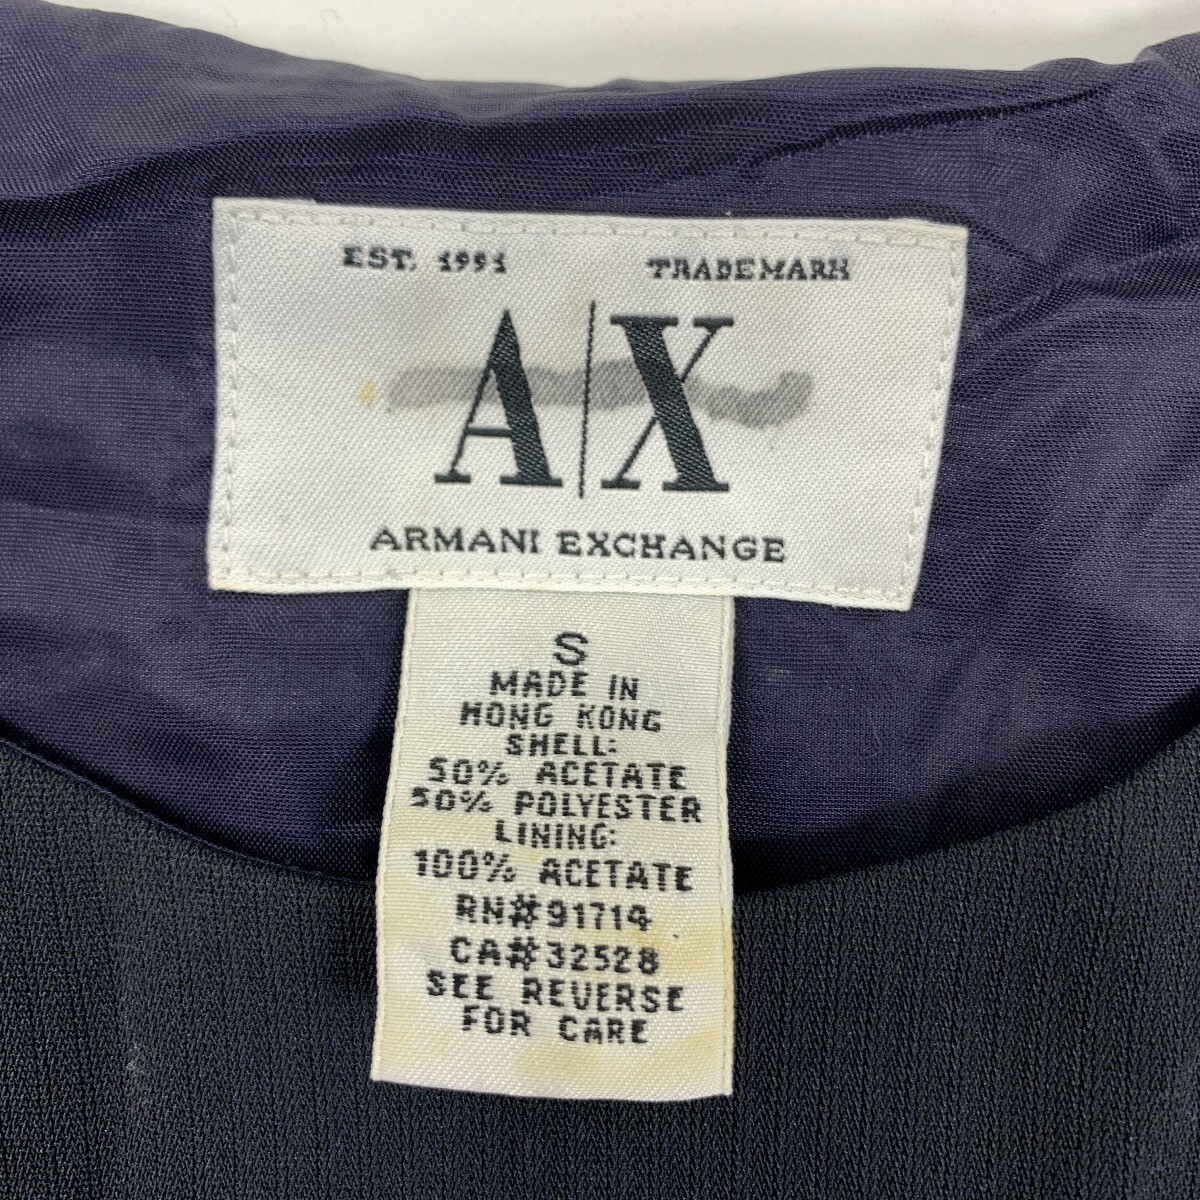 EST. 1991 TRADEMARK
A|X
ARMANI EXCHANGE
S
MADE IN
HONG KONG
SHELL:
50% ACETATE
50% POLYESTER
LINING:
100% ACETATE
RN#91714
CA#32528
SEE REVERSE
FOR CARE